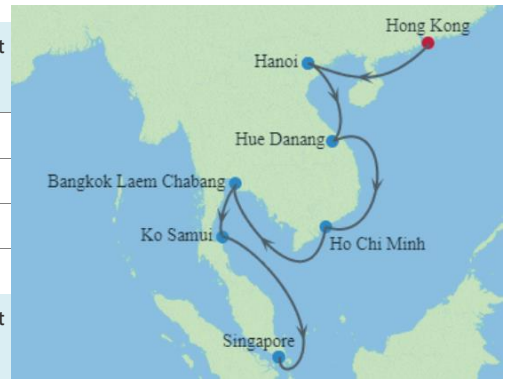 t
Hong Kong
Hanoi
Hue Danang
Bangkok Laem Chabang
Ko Samui
Ho Chi Minh
Singapore
t